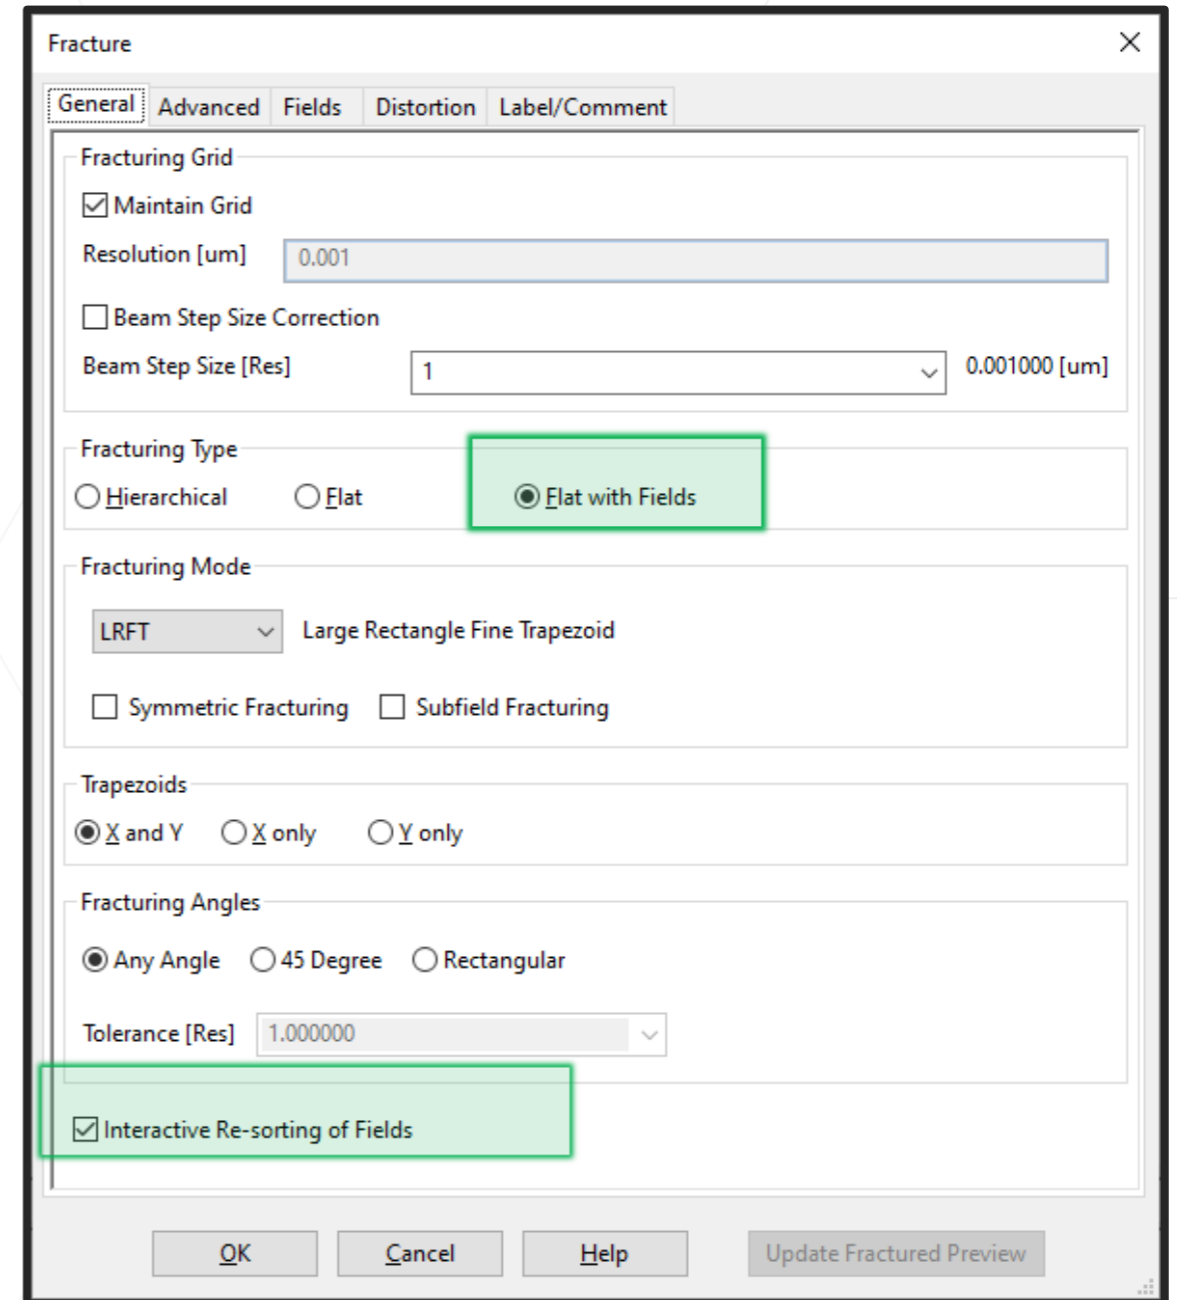 Fracture
General Advanced Fields Distortion Label/Comment
Fracturing Grid
Maintain Grid
Resolution [um] 0.001
Beam Step Size Correction
Beam Step Size [Res] 1 0.001000 [um]
Fracturing Type
Hierarchical Flat Flat with Fields
Fracturing Mode
LRFT Large Rectangle Fine Trapezoid
Symmetric Fracturing Subfield Fracturing
Trapezoids
X and Y X only Y only
Fracturing Angles
Any Angle 45 Degree Rectangular
Tolerance [Res] 1.000000
Interactive Re-sorting of Fields
OK Cancel Help Update Fractured Preview